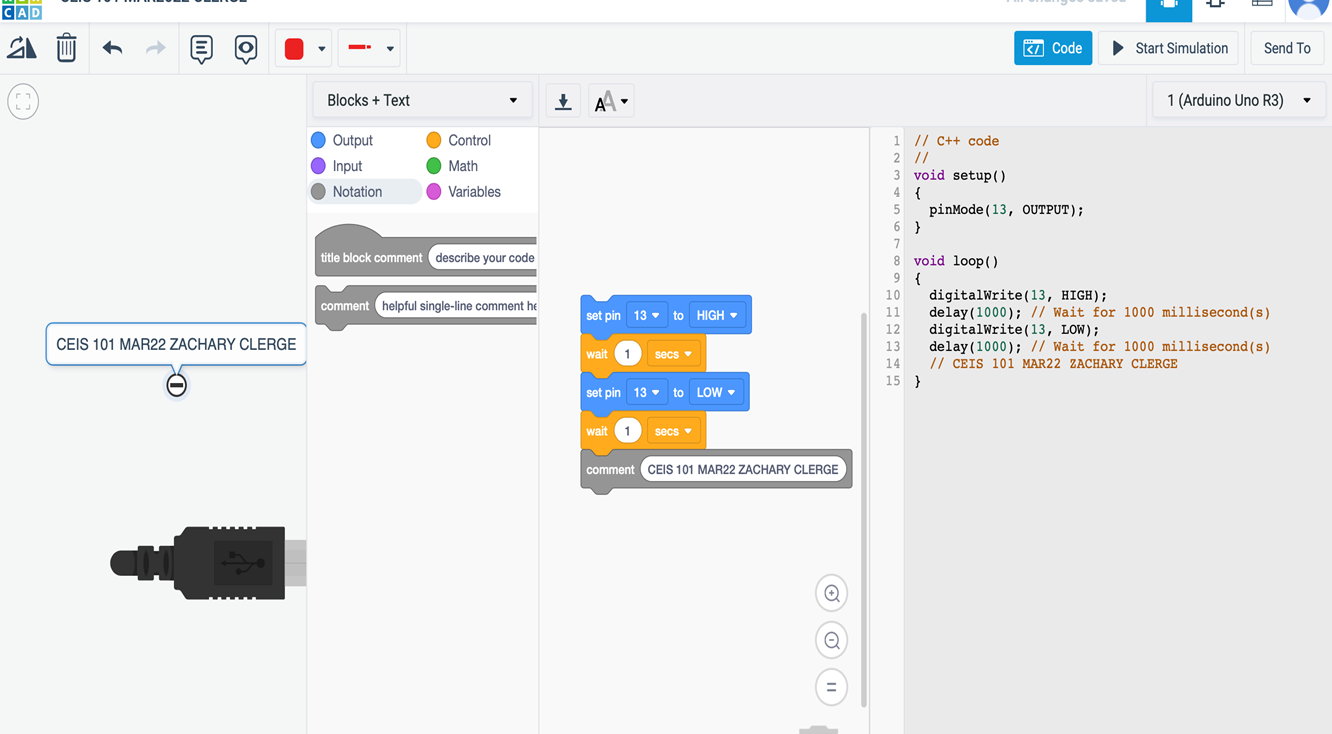 CAD
Code
Start Simulation
Send To
Blocks + Text
A A
1 (Arduino Uno R3)
Output
Control
Input
Math
Notation
Variables
title block comment describe your code
comment helpful single-line comment he
CEIS 101 MAR22 ZACHARY CLERGE
set pin 13 to HIGH
wait 1 secs
set pin 13 to LOW
wait 1 secs
comment CEIS 101 MAR22 ZACHARY CLERGE
1 // C++ code
2 //
3 void setup()
4 {
5 pinMode(13, OUTPUT);
6 }
7
8 void loop()
9 {
10 digitalWrite(13, HIGH);
11 delay(1000); // Wait for 1000 millisecond(s)
12 digitalWrite(13, LOW);
13 delay(1000); // Wait for 1000 millisecond(s)
14 // CEIS 101 MAR22 ZACHARY CLERGE
15 }